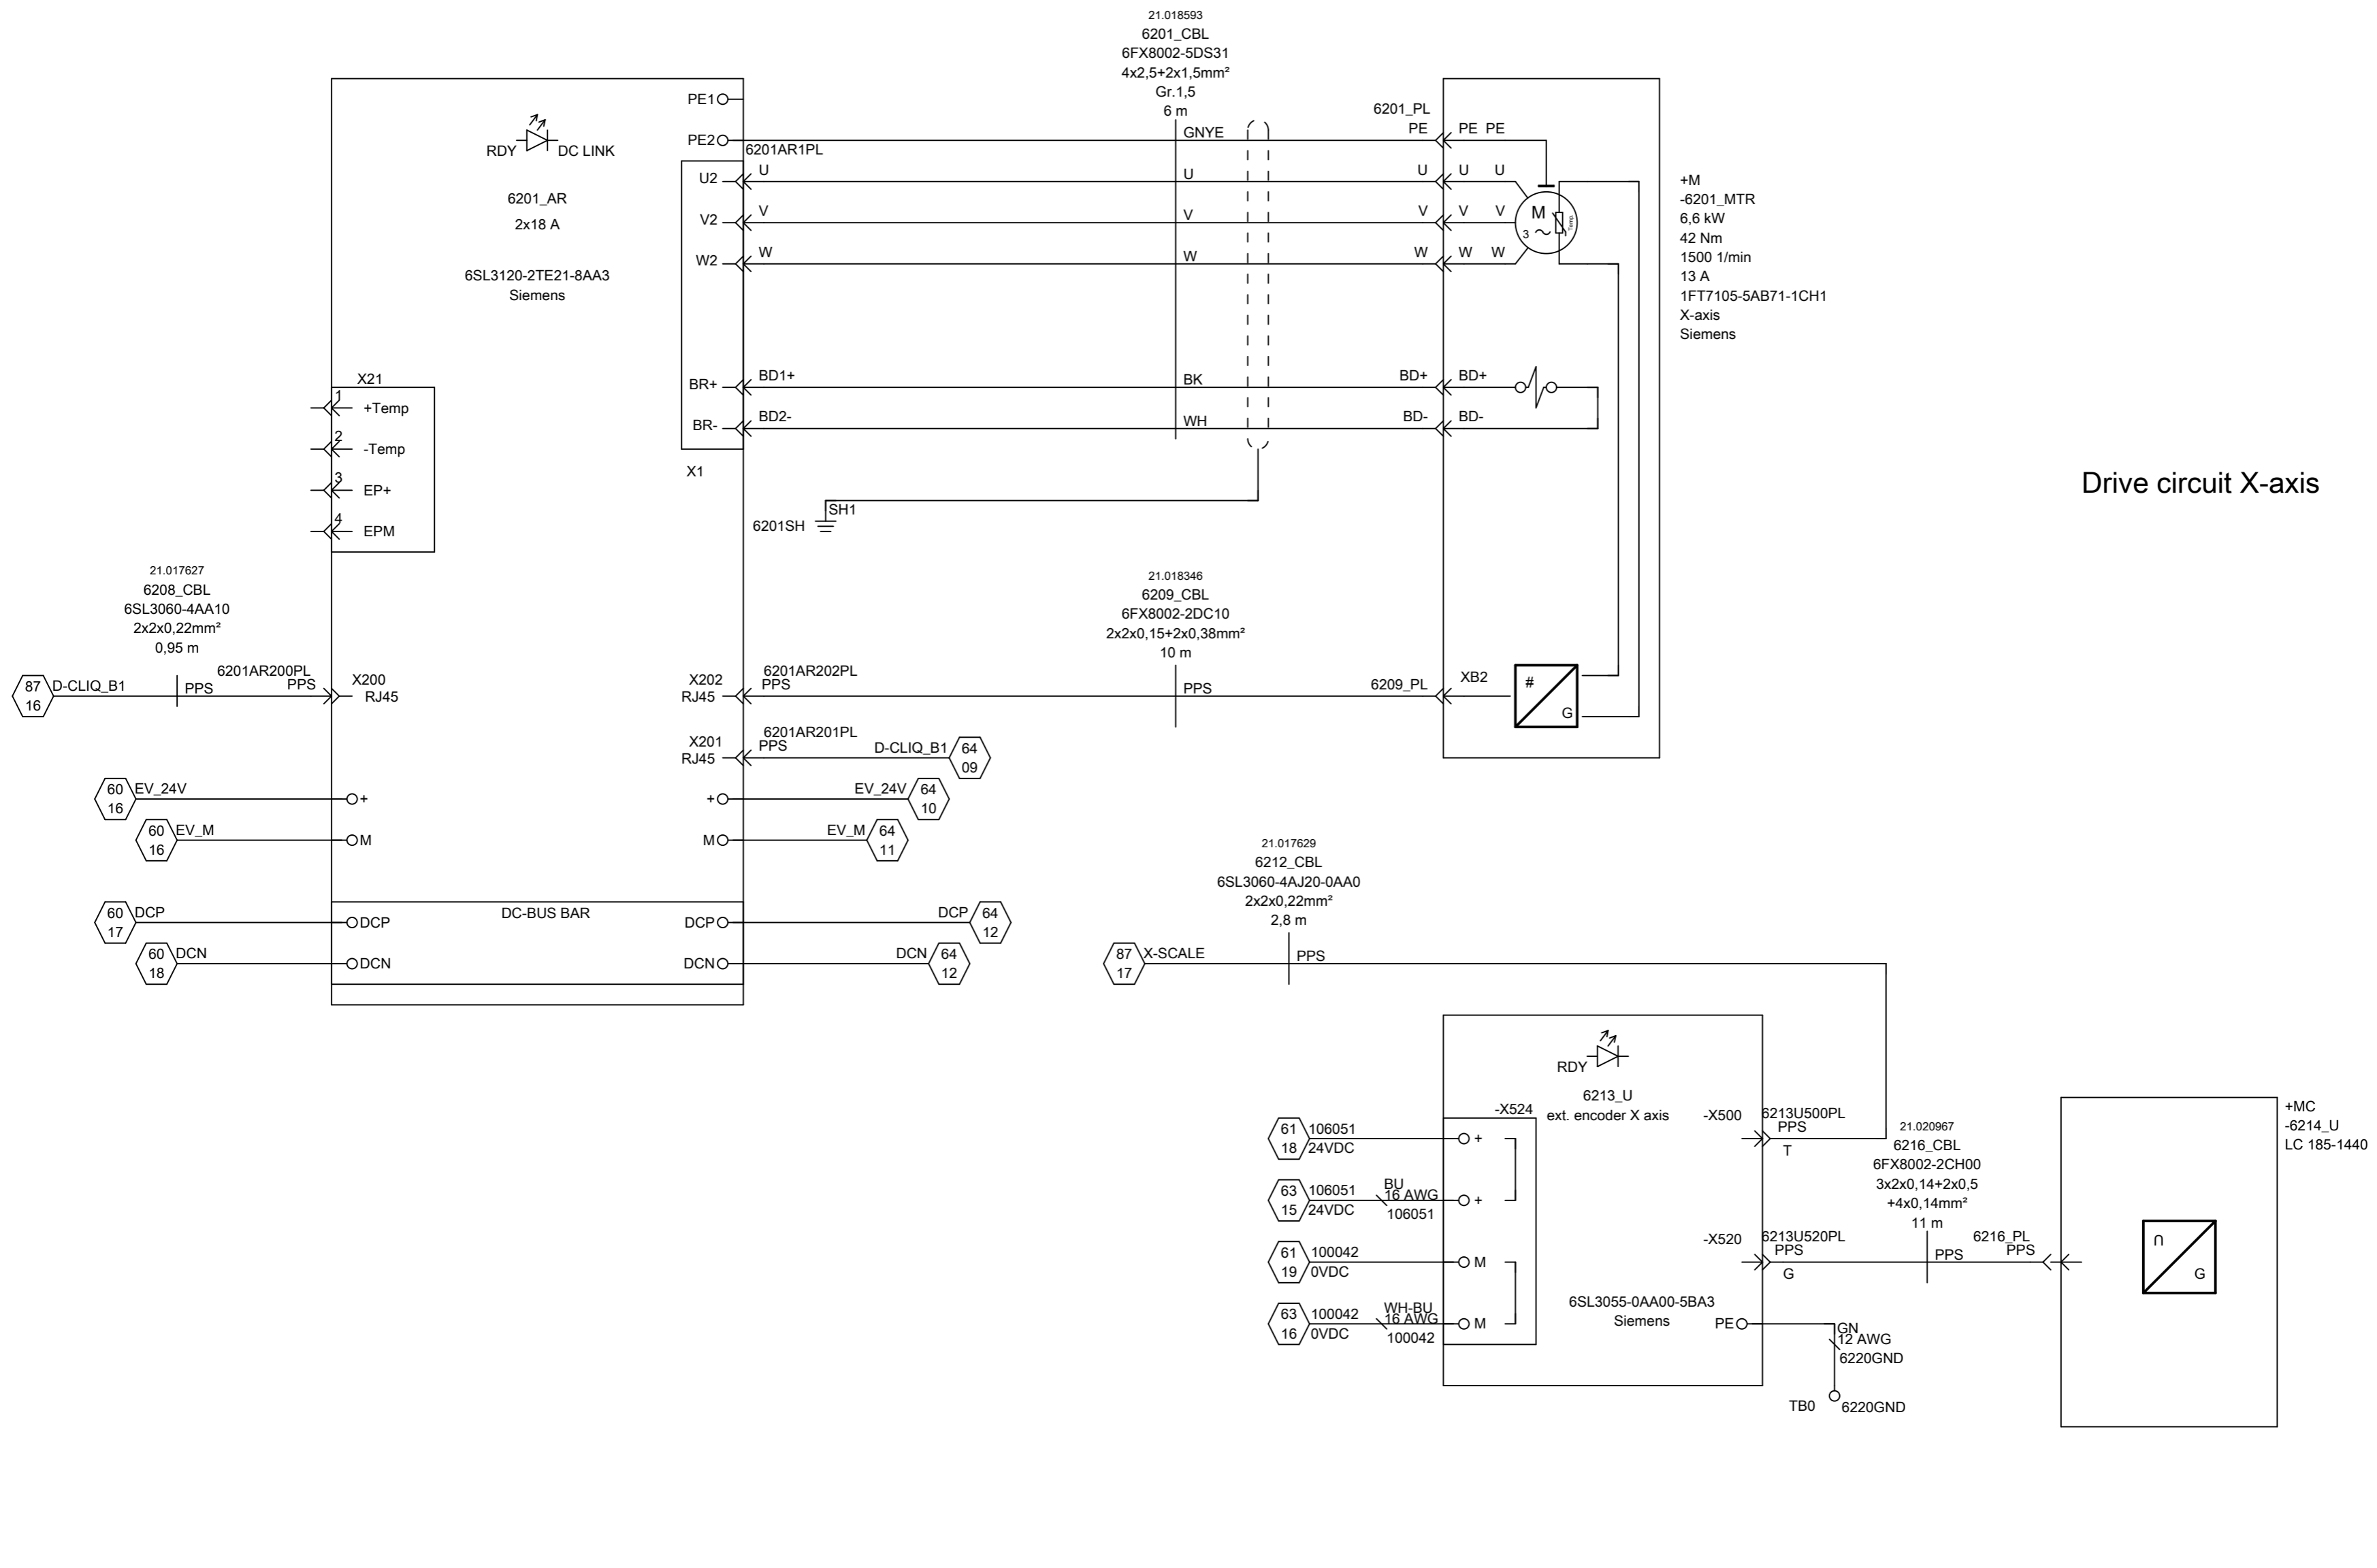 21.018593
6201_CBL
6FX8002-5DS31
4x2,5+2x1,5mm²
Gr.1,5
6 m
PE1
PE2
6201AR1PL
GNYE
6201_PL
PE
PE PE
RDY
DC LINK
6201_AR
2x18 A
6SL3120-2TE21-8AA3
Siemens
U2
U
U
U
U
U
V2
V
V
V
V
V
W2
W
W
W
W
W
M
3
Temp.
+M
-6201_MTR
6,6 kW
42 Nm
1500 1/min
13 A
1FT7105-5AB71-1CH1
X-axis
Siemens
BR+
BD1+
BK
BD+
BD+
BR-
BD2-
WH
BD-
BD-
X1
SH1
6201SH
Drive circuit X-axis
X21
1
+Temp
2
-Temp
3
EP+
4
EPM
21.017627
6208_CBL
6SL3060-4AA10
2x2x0,22mm²
0,95 m
87
16
D-CLIQ_B1
PPS
6201AR200PL
PPS
X200
RJ45
21.018346
6209_CBL
6FX8002-2DC10
2x2x0,15+2x0,38mm²
10 m
X202
RJ45
6201AR202PL
PPS
PPS
6209_PL
XB2
#
G
X201
RJ45
6201AR201PL
PPS
D-CLIQ_B1
64
09
60
16
EV_24V
+
+
EV_24V
64
10
60
16
EV_M
M
M
EV_M
64
11
DC-BUS BAR
60
17
DCP
DCP
DCP
DCP
64
12
60
18
DCN
DCN
DCN
DCN
64
12
21.017629
6212_CBL
6SL3060-4AJ20-0AA0
2x2x0,22mm²
2,8 m
87
17
X-SCALE
PPS
RDY
6213_U
ext. encoder X axis
-X524
-X500
6213U500PL
PPS
T
61
18
106051
24VDC
+
63
15
106051
24VDC
BU
16 AWG
106051
+
61
19
100042
0VDC
M
63
16
100042
0VDC
WH-BU
16 AWG
100042
M
-X520
6213U520PL
PPS
G
6SL3055-0AA00-5BA3
Siemens
PE
GN
12 AWG
6220GND
TB0
6220GND
21.020967
6216_CBL
6FX8002-2CH00
3x2x0,14+2x0,5
+4x0,14mm²
11 m
PPS
6216_PL
PPS
+MC
-6214_U
LC 185-1440
∩
G